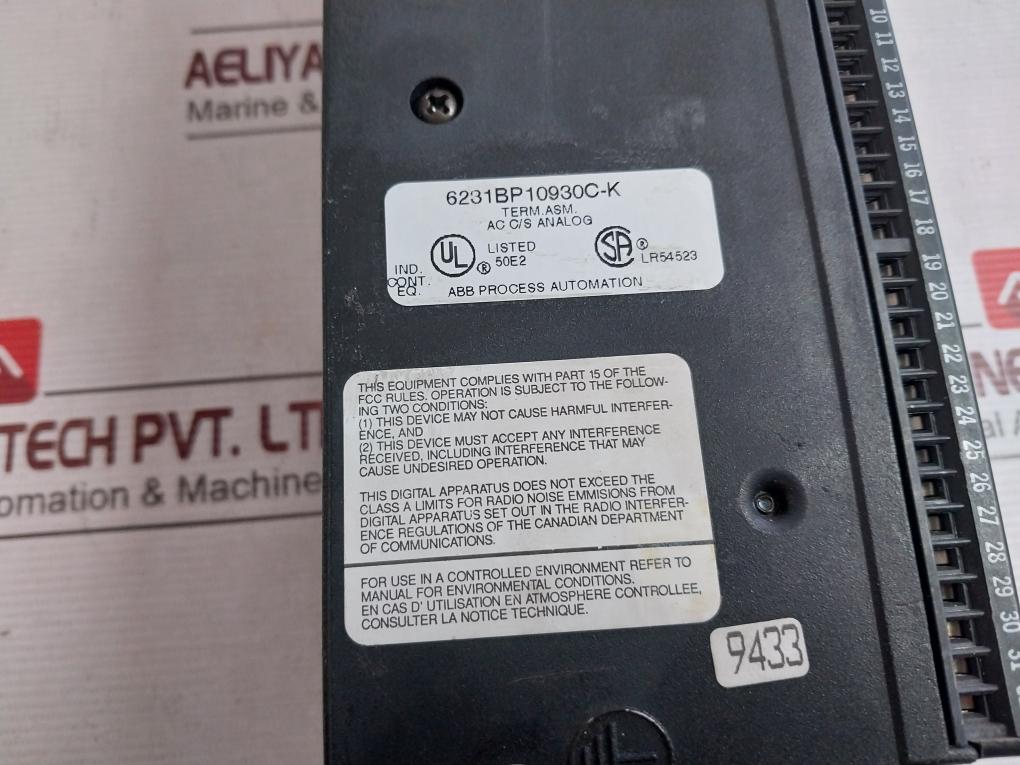 AELIYA
Marine &
6231BP10930C-K
TERM.ASM.
AC C/S ANALOG
UL ® LISTED
50E2
SA ®
LR54523
IND.
CONT.
EQ.
ABB PROCESS AUTOMATION
THIS EQUIPMENT COMPLIES WITH PART 15 OF THE
FCC RULES. OPERATION IS SUBJECT TO THE FOLLOW-
ING TWO CONDITIONS:
(1) THIS DEVICE MAY NOT CAUSE HARMFUL INTERFER-
ENCE, AND
(2) THIS DEVICE MUST ACCEPT ANY INTERFERENCE
RECEIVED, INCLUDING INTERFERENCE THAT MAY
CAUSE UNDESIRED OPERATION.
THIS DIGITAL APPARATUS DOES NOT EXCEED THE
CLASS A LIMITS FOR RADIO NOISE EMMISIONS FROM
DIGITAL APPARATUS SET OUT IN THE RADIO INTERFER-
ENCE REGULATIONS OF THE CANADIAN DEPARTMENT
OF COMMUNICATIONS.
FOR USE IN A CONTROLLED ENVIRONMENT REFER TO
MANUAL FOR ENVIRONMENTAL CONDITIONS.
EN CAS D' UTILISATION EN ATMOSPHERE CONTROLLEE,
CONSULTER LA NOTICE TECHNIQUE.
9433
TECH PVT. LT
omation & Machine
NE
al A
10
11
12
13
14
15
16
17
18
19
20
21
22
23
24
25
26
27
28
29
30
31